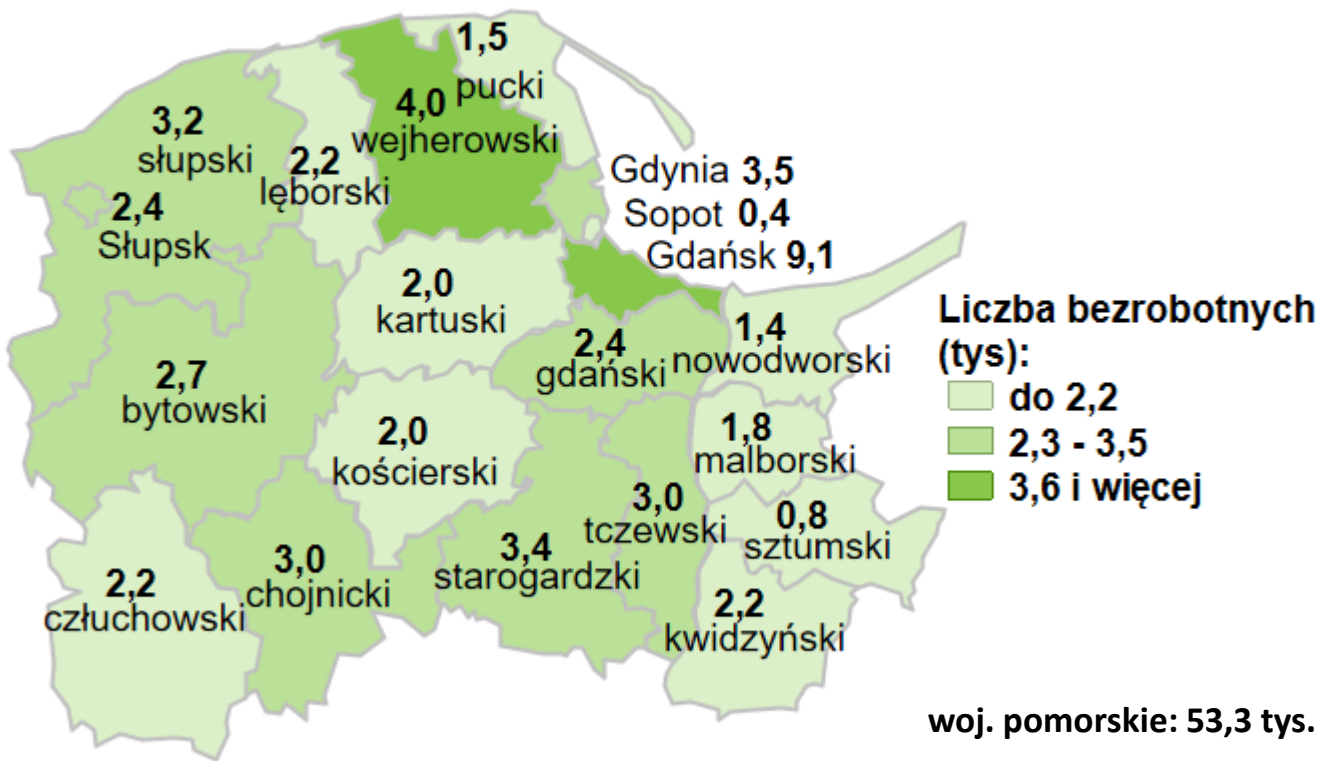 1,5
pucki
4,0
wejherowski
3,2
słupski
2,2
lęborski
2,4
Słupsk
Gdynia 3,5
Sopot 0,4
Gdańsk 9,1
2,0
kartuski
2,4
gdański
1,4
nowodworski
2,7
bytowski
2,0
kościerski
1,8
malborski
3,0
tczewski
0,8
sztumski
3,4
starogardzki
3,0
chojnicki
2,2
człuchowski
2,2
kwidzyński
Liczba bezrobotnych
(tys):
do 2,2
2,3 - 3,5
3,6 i więcej
woj. pomorskie: 53,3 tys.